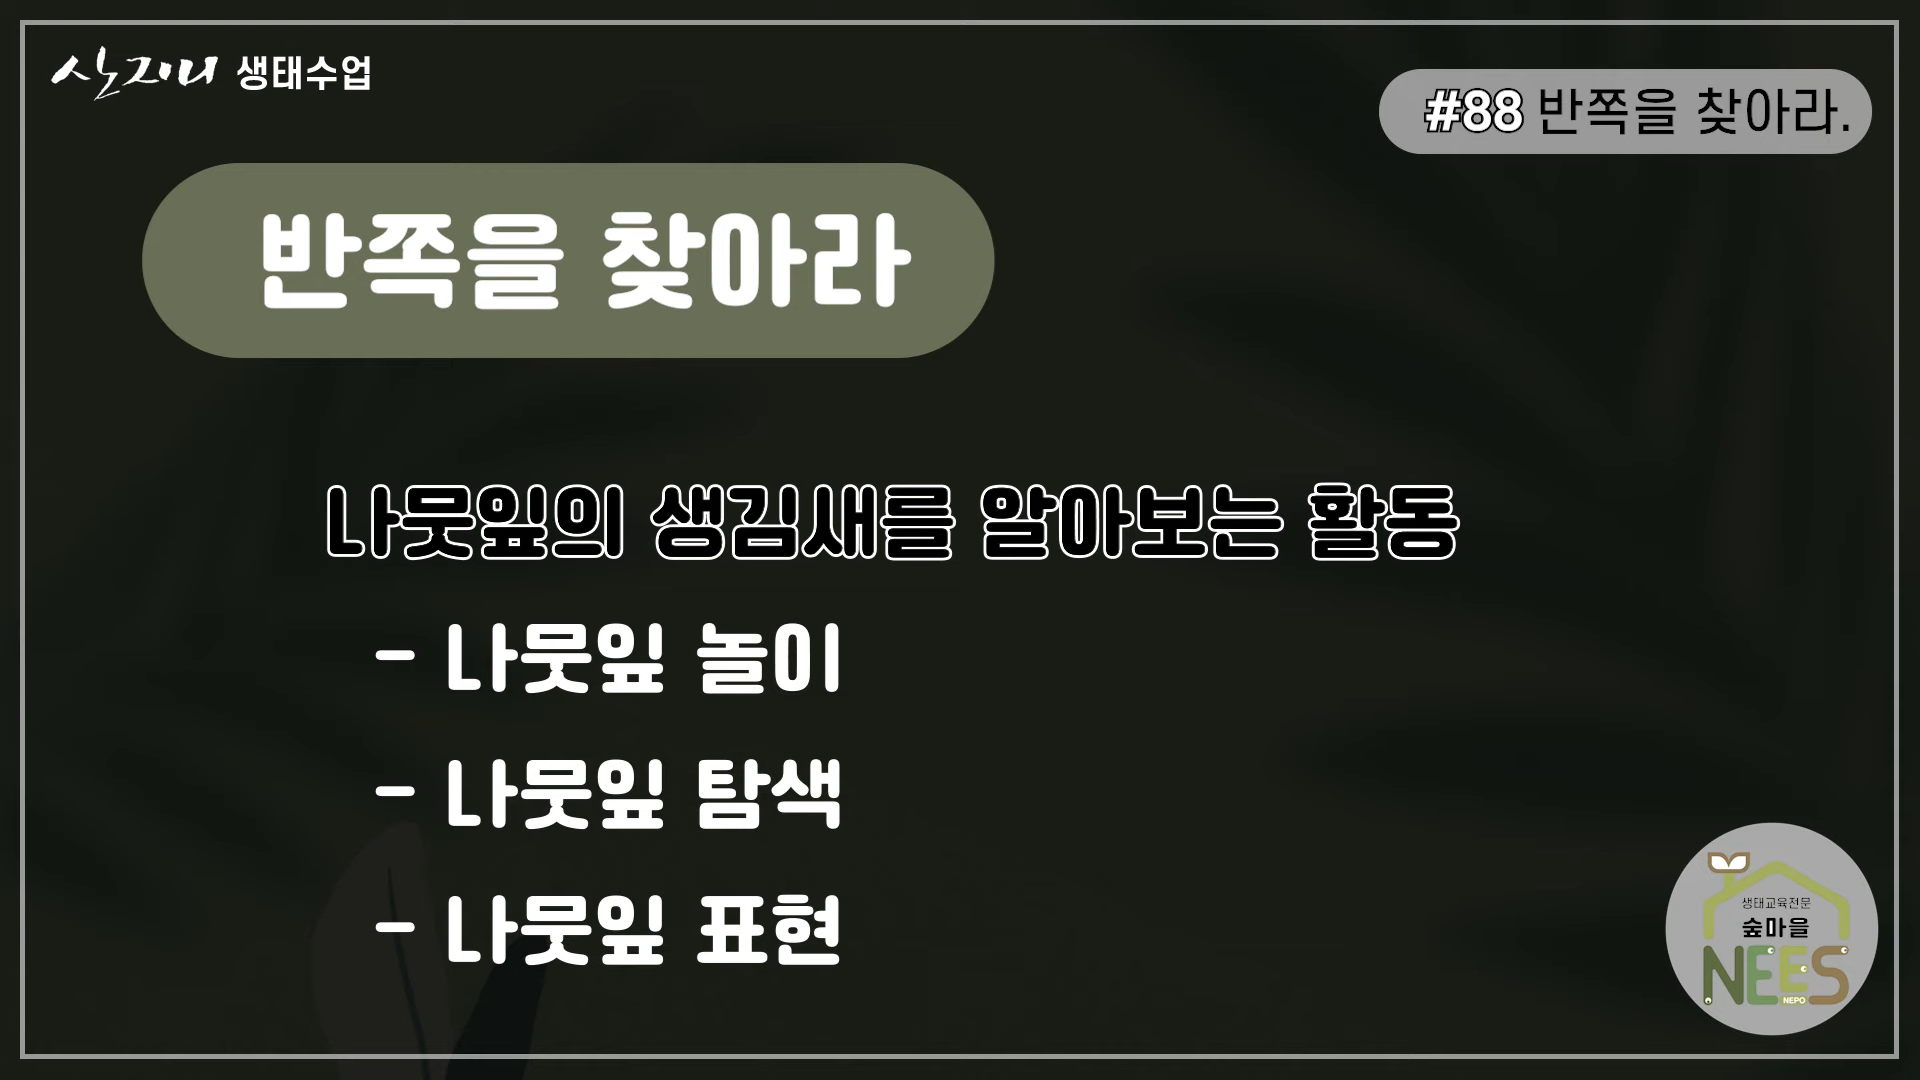 산지니 생태수업
#88 반쪽을 찾아라.
반쪽을 찾아라
나뭇잎의 생김새를 알아보는 활동
- 나뭇잎 놀이
- 나뭇잎 탐색
- 나뭇잎 표현
생태교육전문
숲마을
NEES
NEPO